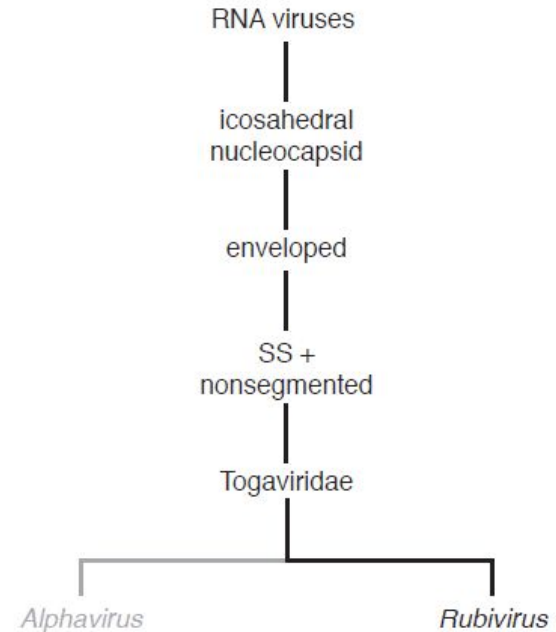 RNA viruses
icosahedral
nucleocapsid
enveloped
SS +
nonsegmented
Togaviridae
Alphavirus
Rubivirus